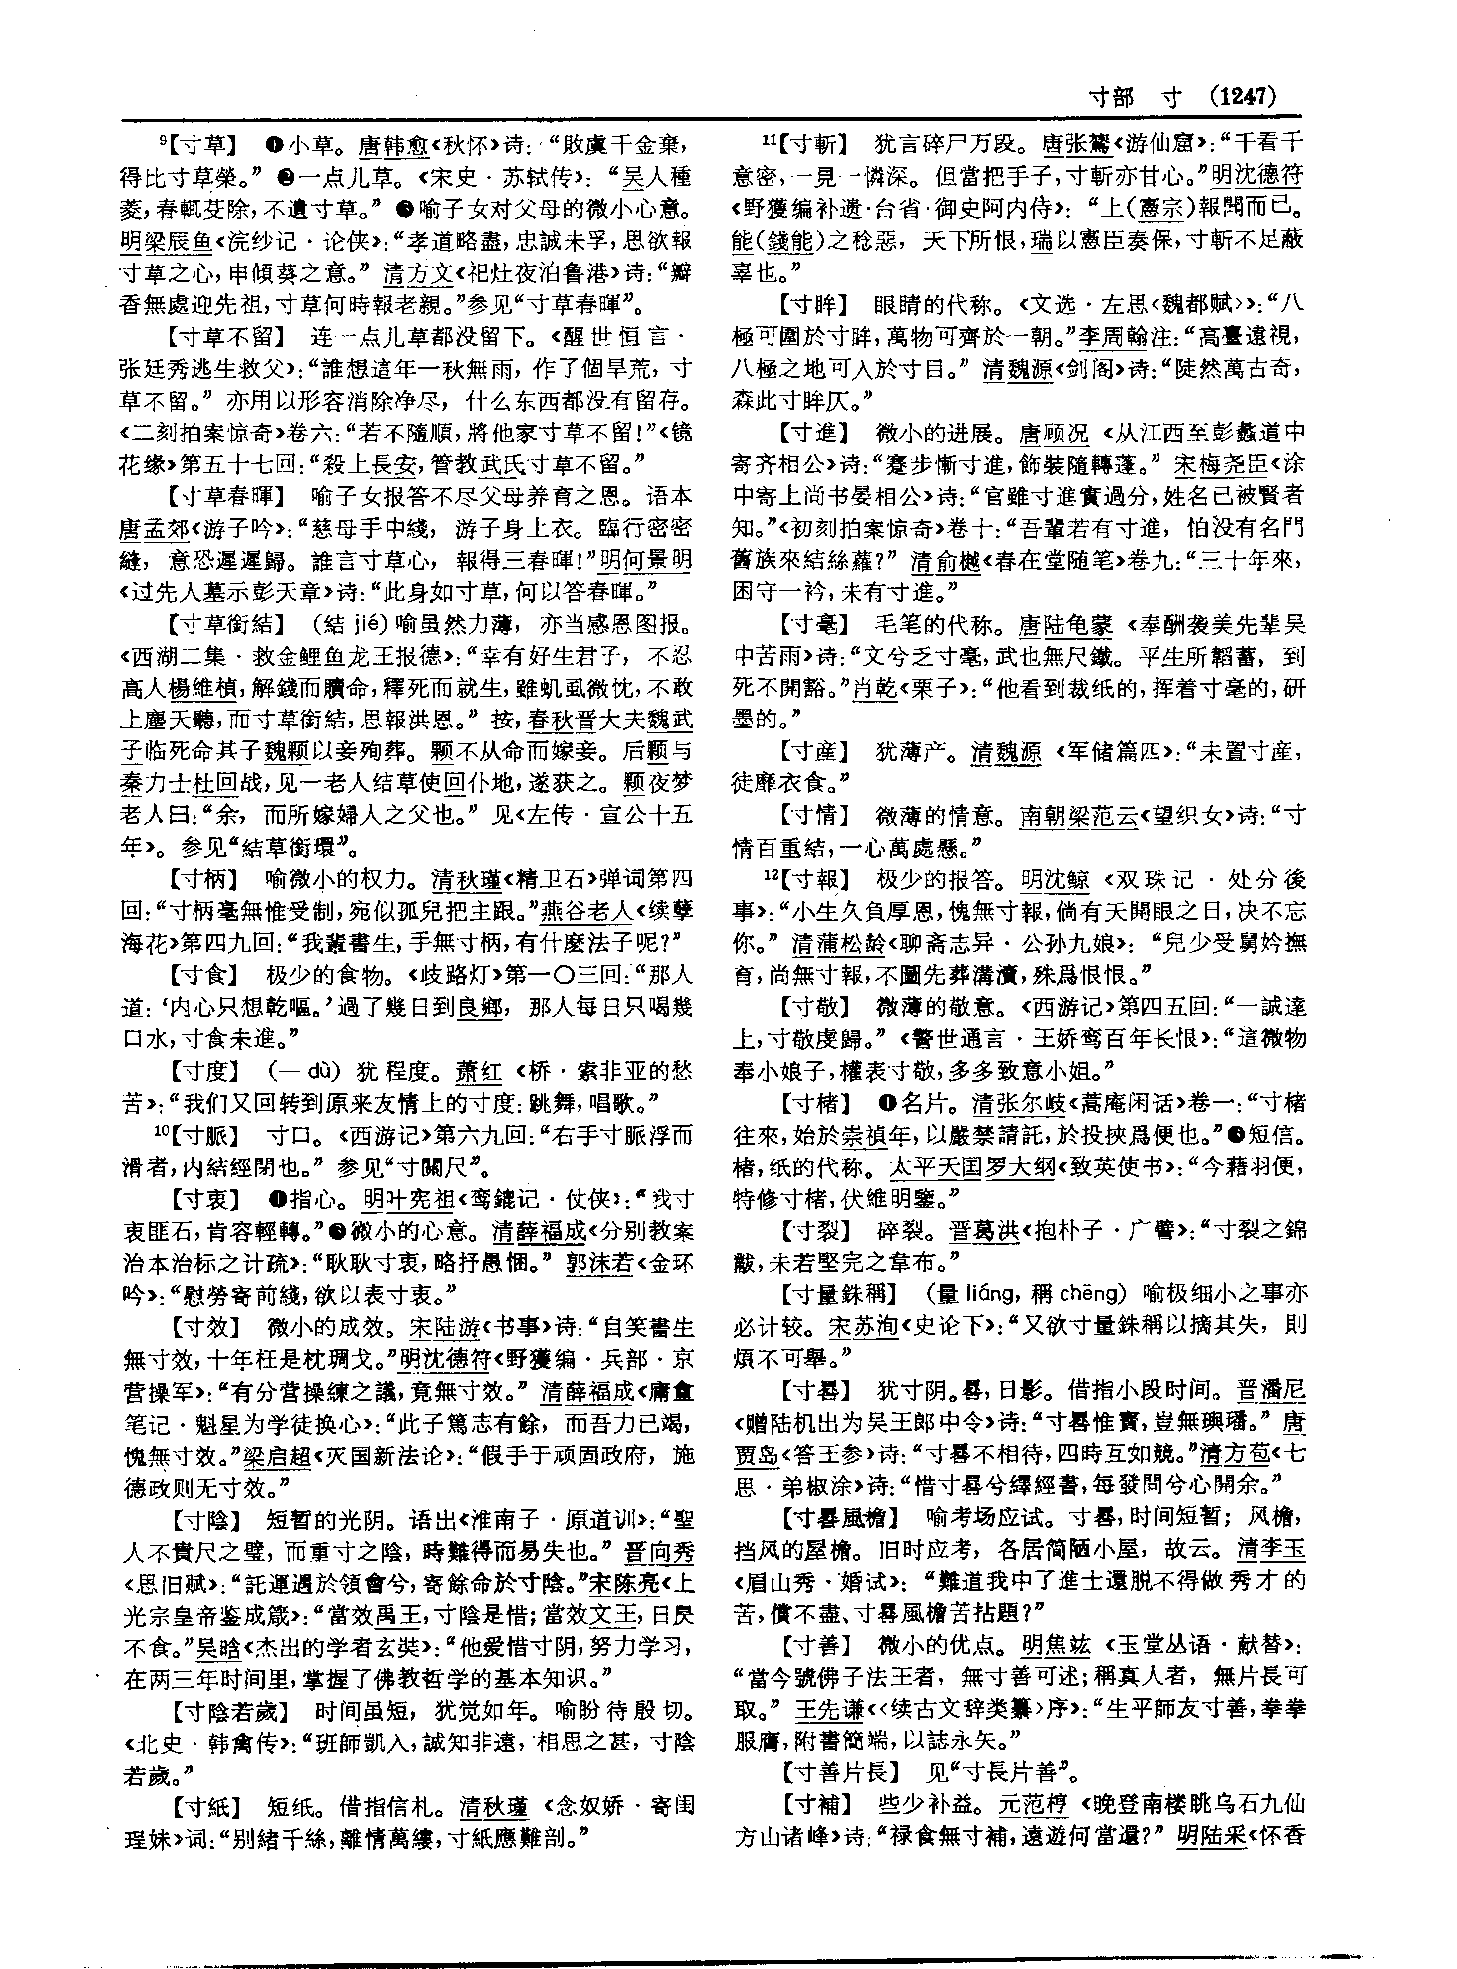 寸部　寸　(1247)
⁹【寸草】　❶小草。唐韩愈《秋怀》诗：“敗虞千金棄，
得比寸草榮。”❷一点儿草。《宋史·苏轼传》：“吴人種
菱，春輒芟除，不遺寸草。”❸喻子女对父母的微小心意。
明梁辰鱼《浣纱记·论侠》：“孝道略盡，忠誠未孚，思欲報
寸草之心，申傾葵之意。”清方文《祀灶夜泊鲁港》诗：“瓣
香無處迎先祖，寸草何時報老親。”参见“寸草春暉”。
【寸草不留】　连一点儿草都没留下。《醒世恒言·
张廷秀逃生救父》：“誰想這年一秋無雨，作了個旱荒，寸
草不留。”亦用以形容消除净尽，什么东西都没有留存。
《二刻拍案惊奇》卷六：“若不隨順，將他家寸草不留！”《镜
花缘》第五十七回：“殺上長安，管教武氏寸草不留。”
【寸草春暉】　喻子女报答不尽父母养育之恩。语本
唐孟郊《游子吟》：“慈母手中綫，游子身上衣。臨行密密
縫，意恐遲遲歸。誰言寸草心，報得三春暉！”明何景明
《过先人墓示彭天章》诗：“此身如寸草，何以答春暉。”
【寸草銜結】　(結 jié)喻虽然力薄，亦当感恩图报。
《西湖二集·救金鲤鱼龙王报德》：“幸有好生君子，不忍
高人楊維楨，解錢而贖命，釋死而就生，雖蟣虱微忱，不敢
上塵天聽，而寸草銜結，思報洪恩。”按，春秋晋大夫魏武
子临死命其子魏颗以妾殉葬。颗不从命而嫁妾。后颗与
秦力士杜回战，见一老人结草使回仆地，遂获之。颗夜梦
老人曰：“余，而所嫁婦人之父也。”见《左传·宣公十五
年》。参见“結草銜環”。
【寸柄】　喻微小的权力。清秋瑾《精卫石》弹词第四
回：“寸柄毫無惟受制，宛似孤兒把主跟。”燕谷老人《续孽
海花》第四九回：“我輩書生，手無寸柄，有什麼法子呢？”
【寸食】　极少的食物。《歧路灯》第一〇三回：“那人
道：‘内心只想乾嘔。’過了幾日到良鄉，那人每日只喝幾
口水，寸食未進。”
【寸度】　(—dù)　犹程度。萧红《桥·索非亚的愁
苦》：“我们又回转到原来友情上的寸度：跳舞，唱歌。”
¹⁰【寸脈】　寸口。《西游记》第六九回：“右手寸脈浮而
滑者，内結經閉也。”参见“寸關尺”。
【寸衷】　❶指心。明叶宪祖《鸾鎞记·仗侠》：“我寸
衷匪石，肯容輕轉。”❷微小的心意。清薛福成《分别教案
治本治标之计疏》：“耿耿寸衷，略抒愚悃。”郭沫若《金环
吟》：“慰勞寄前綫，欲以表寸衷。”
【寸效】　微小的成效。宋陆游《书事》诗：“自笑書生
無寸效，十年枉是枕琱戈。”明沈德符《野獲编·兵部·京
营操军》：“有分营操練之議，竟無寸效。”清薛福成《庸盦
笔记·魁星为学徒换心》：“此子篤志有餘，而吾力已竭，
愧無寸效。”梁启超《灭国新法论》：“假手于顽固政府，施
德政则无寸效。”
【寸陰】　短暫的光阴。语出《淮南子·原道训》：“聖
人不貴尺之璧，而重寸之陰，時難得而易失也。”晋向秀
《思旧赋》：“託運遇於領會兮，寄餘命於寸陰。”宋陈亮《上
光宗皇帝鉴成箴》：“當效禹王，寸陰是惜；當效文王，日昃
不食。”吴晗《杰出的学者玄奘》：“他爱惜寸阴，努力学习，
在两三年时间里，掌握了佛教哲学的基本知识。”
【寸陰若歲】　时间虽短，犹觉如年。喻盼待殷切。
《北史·韩禽传》：“班師凱入，誠知非遠，相思之甚，寸陰
若歲。”
【寸紙】　短纸。借指信札。清秋瑾《念奴娇·寄闺
珵妹》词：“别緒千絲，離情萬縷，寸紙應難剖。”
¹¹【寸斬】　犹言碎尸万段。唐张鷟《游仙窟》：“千看千
意密，一見一憐深。但當把手子，寸斬亦甘心。”明沈德符
《野獲编补遗·台省·御史阿内侍》：“上(憲宗)報聞而已。
能(錢能)之稔惡，天下所恨，瑞以憲臣奏保，寸斬不足蔽
辜也。”
【寸眸】　眼睛的代称。《文选·左思〈魏都赋〉》：“八
極可圍於寸眸，萬物可齊於一朝。”李周翰注：“高臺遠視，
八極之地可入於寸目。”清魏源《剑阁》诗：“陡然萬古奇，
森此寸眸仄。”
【寸進】　微小的进展。唐顾况《从江西至彭蠡道中
寄齐相公》诗：“蹇步慚寸進，飾裝隨轉蓬。”宋梅尧臣《涂
中寄上尚书晏相公》诗：“官雖寸進實過分，姓名已被賢者
知。”《初刻拍案惊奇》卷十：“吾輩若有寸進，怕没有名門
舊族來結絲蘿？”清俞樾《春在堂随笔》卷九：“三十年來，
困守一衿，未有寸進。”
【寸毫】　毛笔的代称。唐陆龟蒙《奉酬袭美先辈吴
中苦雨》诗：“文兮乏寸毫，武也無尺鐵。平生所韜蓄，到
死不開豁。”肖乾《栗子》：“他看到裁纸的，挥着寸毫的，研
墨的。”
【寸産】　犹薄产。清魏源《军储篇四》：“未置寸産，
徒靡衣食。”
【寸情】　微薄的情意。南朝梁范云《望织女》诗：“寸
情百重結，一心萬處懸。”
¹²【寸報】　极少的报答。明沈鲸《双珠记·处分後
事》：“小生久負厚恩，愧無寸報，倘有天開眼之日，决不忘
你。”清蒲松龄《聊斋志异·公孙九娘》：“兒少受舅妗撫
育，尚無寸報，不圖先葬溝瀆，殊爲恨恨。”
【寸敬】　微薄的敬意。《西游记》第四五回：“一誠達
上，寸敬虔歸。”《警世通言·王娇鸾百年长恨》：“這微物
奉小娘子，權表寸敬，多多致意小姐。”
【寸楮】　❶名片。清张尔岐《蒿庵闲话》卷一：“寸楮
往來，始於崇禎年，以嚴禁請託，於投挾爲便也。”❷短信。
楮，纸的代称。太平天国罗大纲《致英使书》：“今藉羽便，
特修寸楮，伏維明鑒。”
【寸裂】　碎裂。晋葛洪《抱朴子·广譬》：“寸裂之錦
黻，未若堅完之韋布。”
【寸量銖稱】　(量 liáng，稱 chēng)　喻极细小之事亦
必计较。宋苏洵《史论下》：“又欲寸量銖稱以摘其失，則
煩不可舉。”
【寸晷】　犹寸阴。晷，日影。借指小段时间。晋潘尼
《赠陆机出为吴王郎中令》诗：“寸晷惟寶，豈無璵璠。”唐
贾岛《答王参》诗：“寸晷不相待，四時互如競。”清方苞《七
思·弟椒涂》诗：“惜寸晷兮繹經書，每發問兮心開余。”
【寸晷風檐】　喻考场应试。寸晷，时间短暫；风檐，
挡风的屋檐。旧时应考，各居简陋小屋，故云。清李玉
《眉山秀·婚试》：“難道我中了進士還脱不得做秀才的
苦，償不盡、寸晷風檐苦拈題？”
【寸善】　微小的优点。明焦竑《玉堂丛语·献替》：
“當今號佛子法王者，無寸善可述；稱真人者，無片長可
取。”王先谦《〈续古文辞类纂〉序》：“生平師友寸善，拳拳
服膺，附書簡端，以誌永矢。”
【寸善片長】　见“寸長片善”。
【寸補】　些少补益。元范梈《晚登南楼眺乌石九仙
方山诸峰》诗：“禄食無寸補，遠遊何當還？”明陆采《怀香